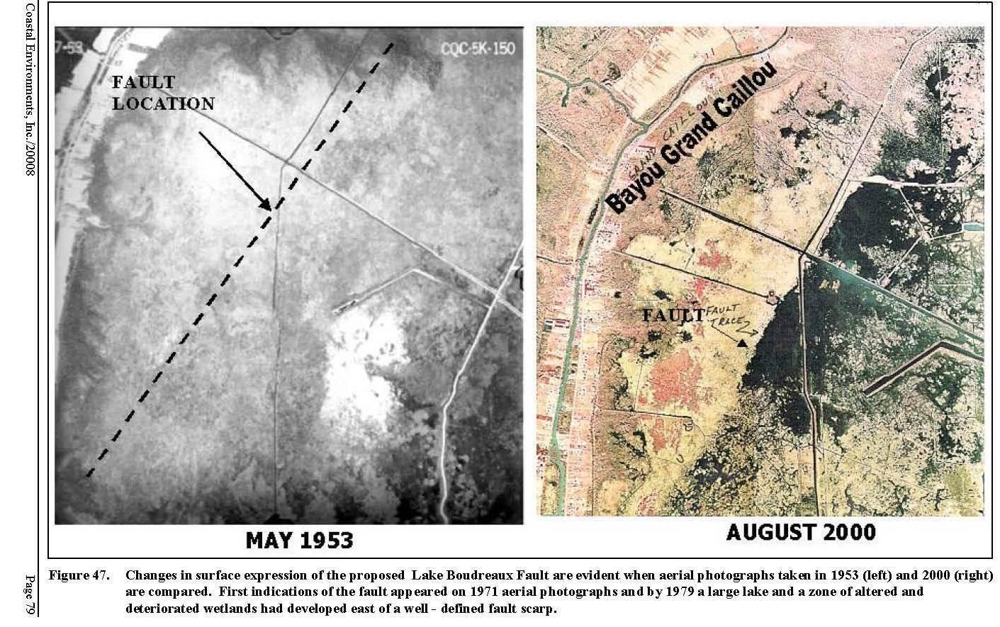 Coastal Environments, Inc./20008
Page 79
7-53
CQC-5K-150
FAULT
LOCATION
MAY 1953
Bayou Grand Caillou
GRAND CAILLOU
FAULT
FAULT
TRACE
AUGUST 2000
Figure 47. Changes in surface expression of the proposed Lake Boudreaux Fault are evident when aerial photographs taken in 1953 (left) and 2000 (right)
are compared. First indications of the fault appeared on 1971 aerial photographs and by 1979 a large lake and a zone of altered and
deteriorated wetlands had developed east of a well - defined fault scarp.